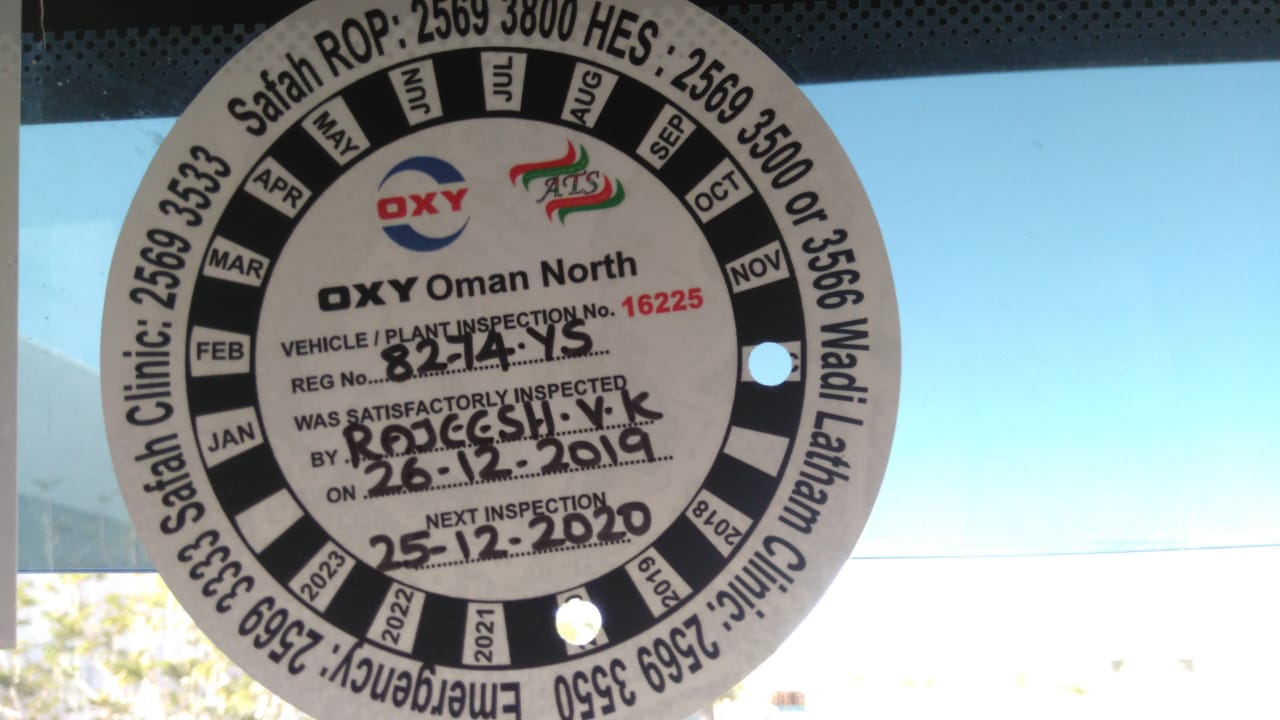 Safah ROP: 2569 3800 HES : 2569 3500 or 3566 Wadi Latham Clinic: 2569 3550
Emergency: 2569 3333 Safah Clinic: 2569 3533
JAN
FEB
MAR
APR
MAY
JUN
JUL
AUG
SEP
OCT
NOV
2018
2019
2021
2022
2023
OXY
ATS
OXY Oman North
VEHICLE / PLANT INSPECTION No. 16225
REG No. 8274·YS
WAS SATISFACTORLY INSPECTED
BY RAJEESH·V·K
ON 26-12-2019
NEXT INSPECTION
25-12-2020